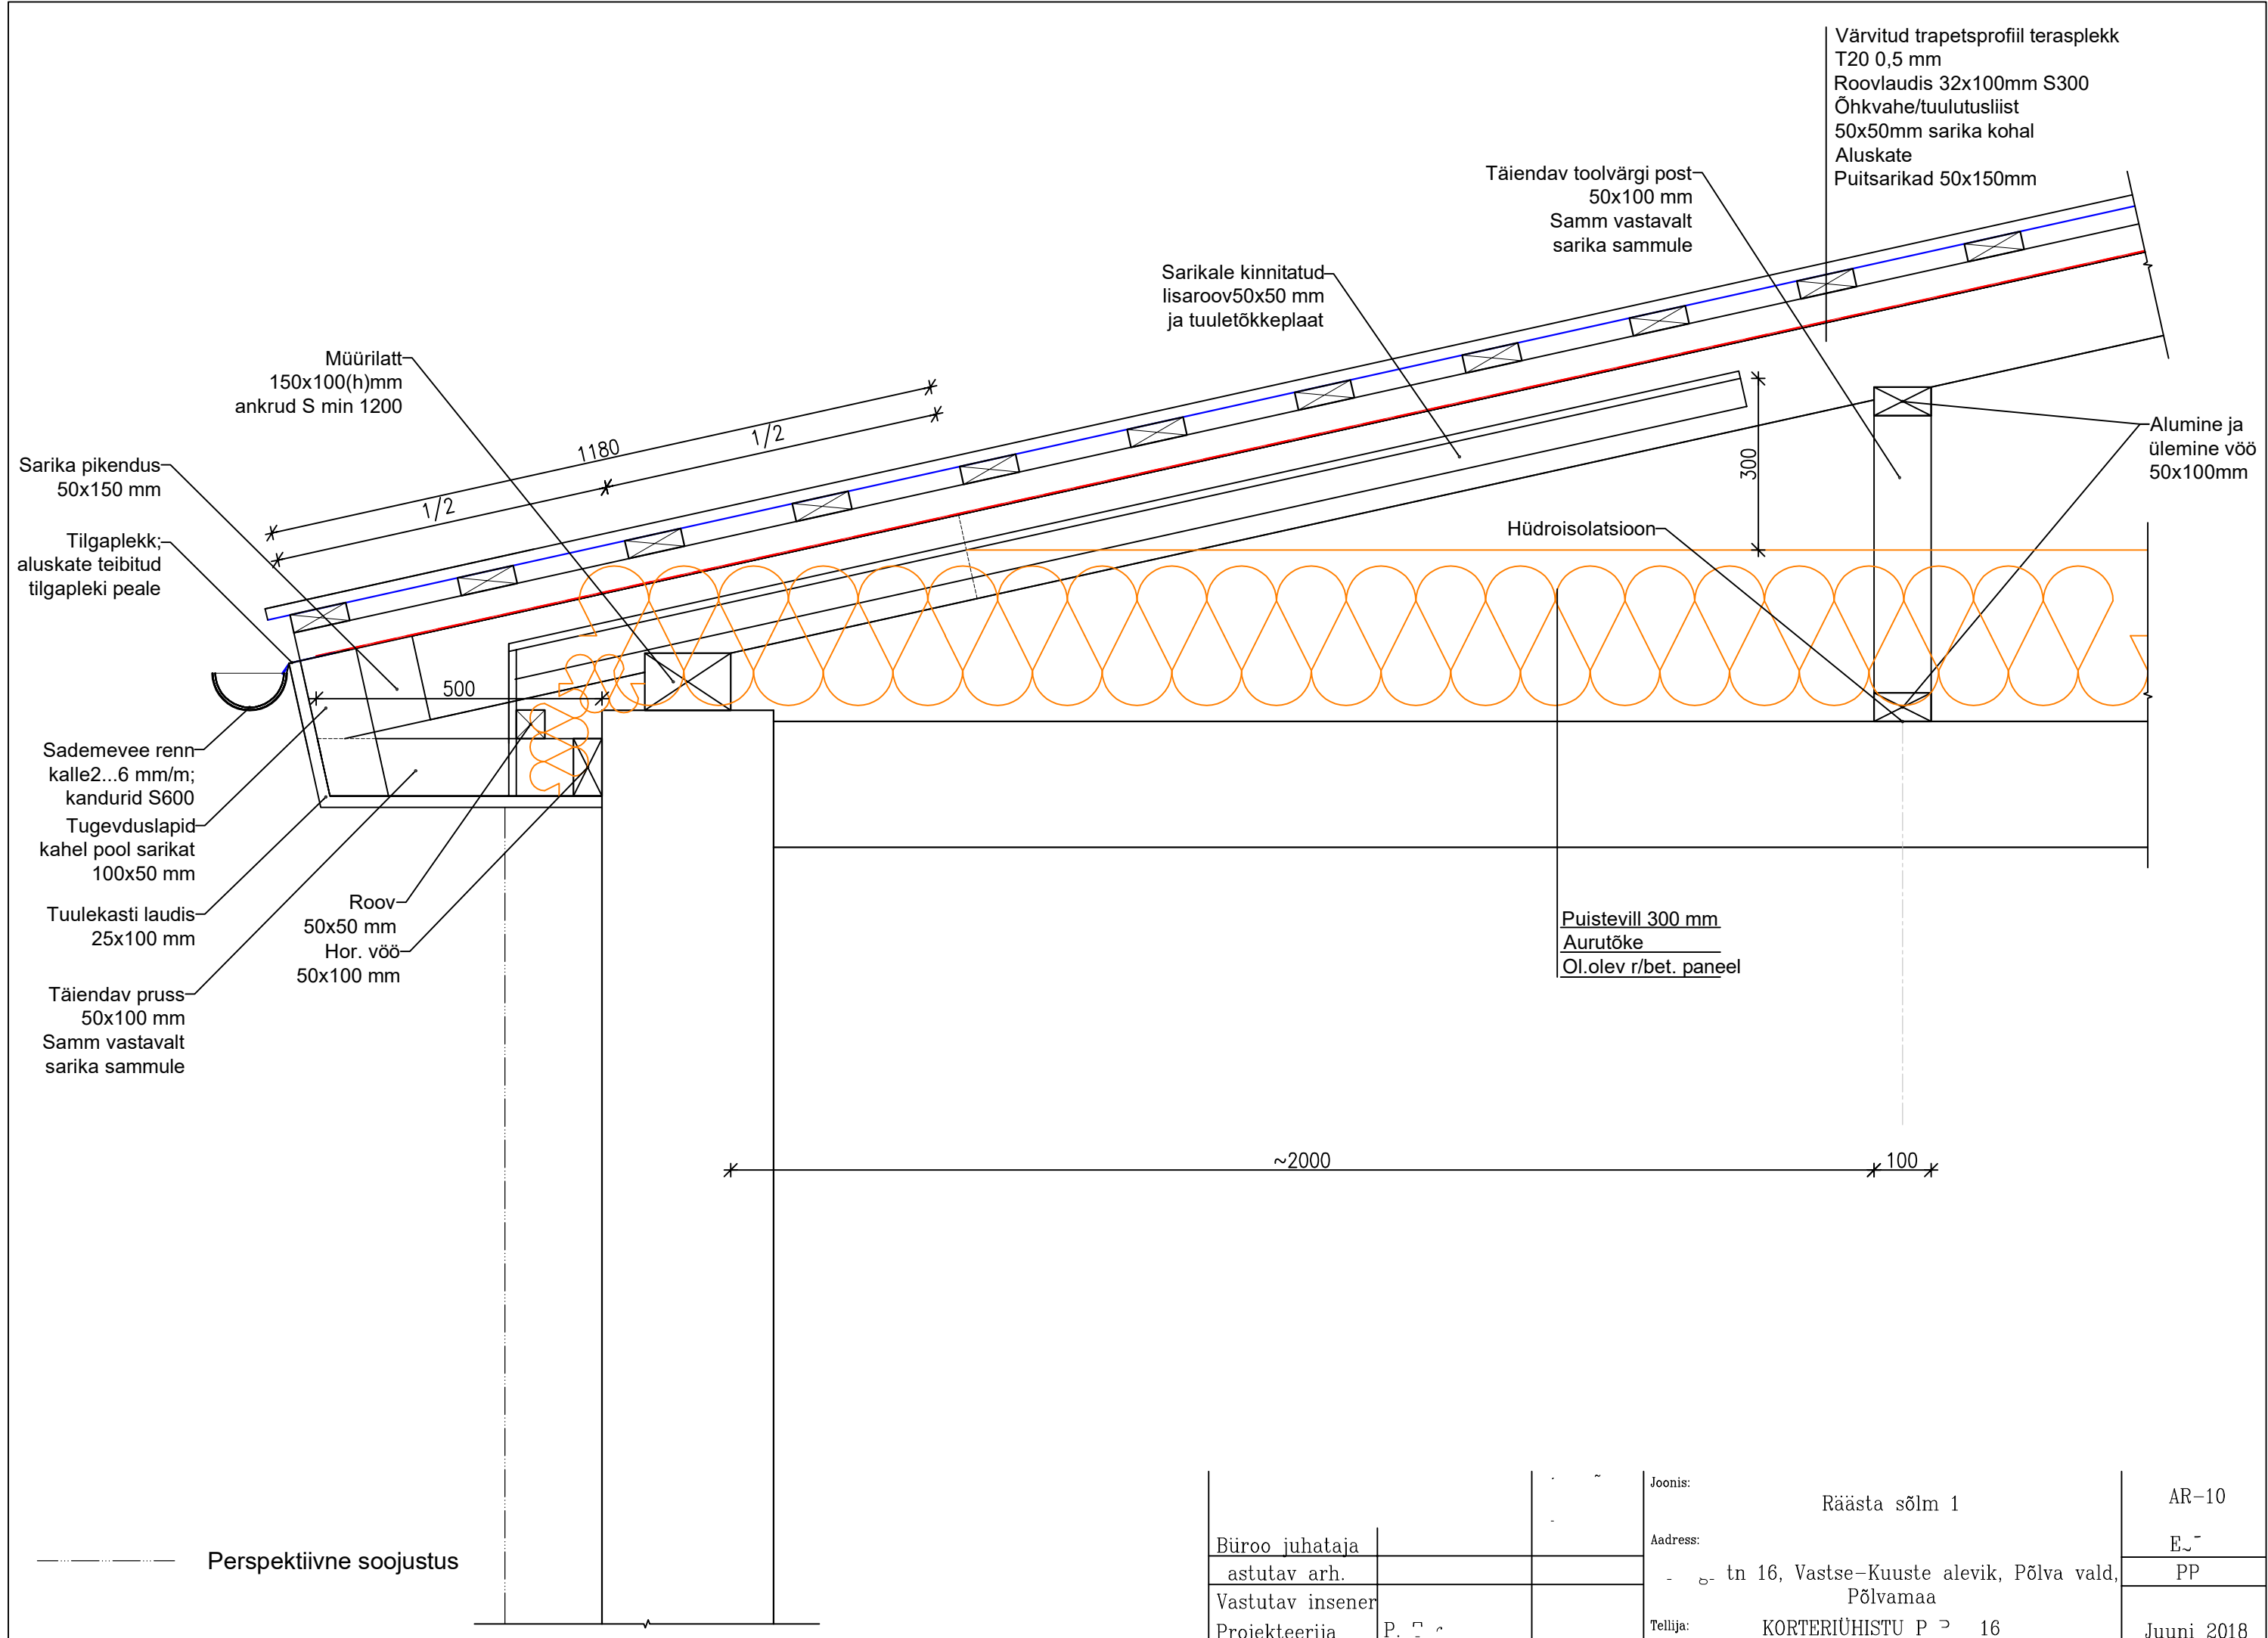 Värvitud trapetsprofiil terasplekk
T20 0,5 mm
Roovlaudis 32x100mm S300
Õhkvahe/tuulutusliist
50x50mm sarika kohal
Aluskate
Puitsarikad 50x150mm
Täiendav toolvärgi post
50x100 mm
Samm vastavalt
sarika sammule
Sarikale kinnitatud
lisaroov50x50 mm
ja tuuletõkkeplaat
Müürilatt
150x100(h)mm
ankrud S min 1200
1180
1/2
1/2
300
Alumine ja
ülemine vöö
50x100mm
Sarika pikendus
50x150 mm
Tilgaplekk;
aluskate teibitud
tilgapleki peale
Hüdroisolatsioon
500
Sademevee renn
kalle2...6 mm/m;
kandurid S600
Tugevduslapid
kahel pool sarikat
100x50 mm
Tuulekasti laudis
25x100 mm
Roov
50x50 mm
Hor. vöö
50x100 mm
Täiendav pruss
50x100 mm
Samm vastavalt
sarika sammule
Puistevill 300 mm
Aurutõke
Ol.olev r/bet. paneel
~2000
100
Perspektiivne soojustus
Joonis:
Räästa sõlm 1
AR-10
Büroo juhataja
Aadress:
astutav arh.
tn 16, Vastse-Kuuste alevik, Põlva vald,
Põlvamaa
PP
Vastutav insener
Projekteerija
P.
Tellija:
KORTERIÜHISTU P 16
Juuni 2018